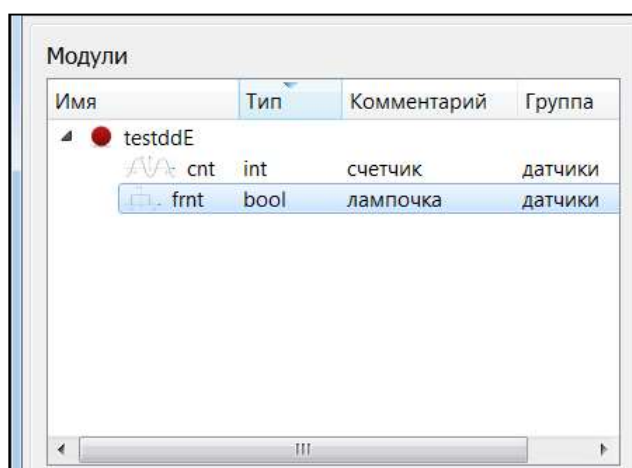 Модули
Имя Тип Комментарий Группа
testddE
cnt int счетчик датчики
frnt bool лампочка датчики